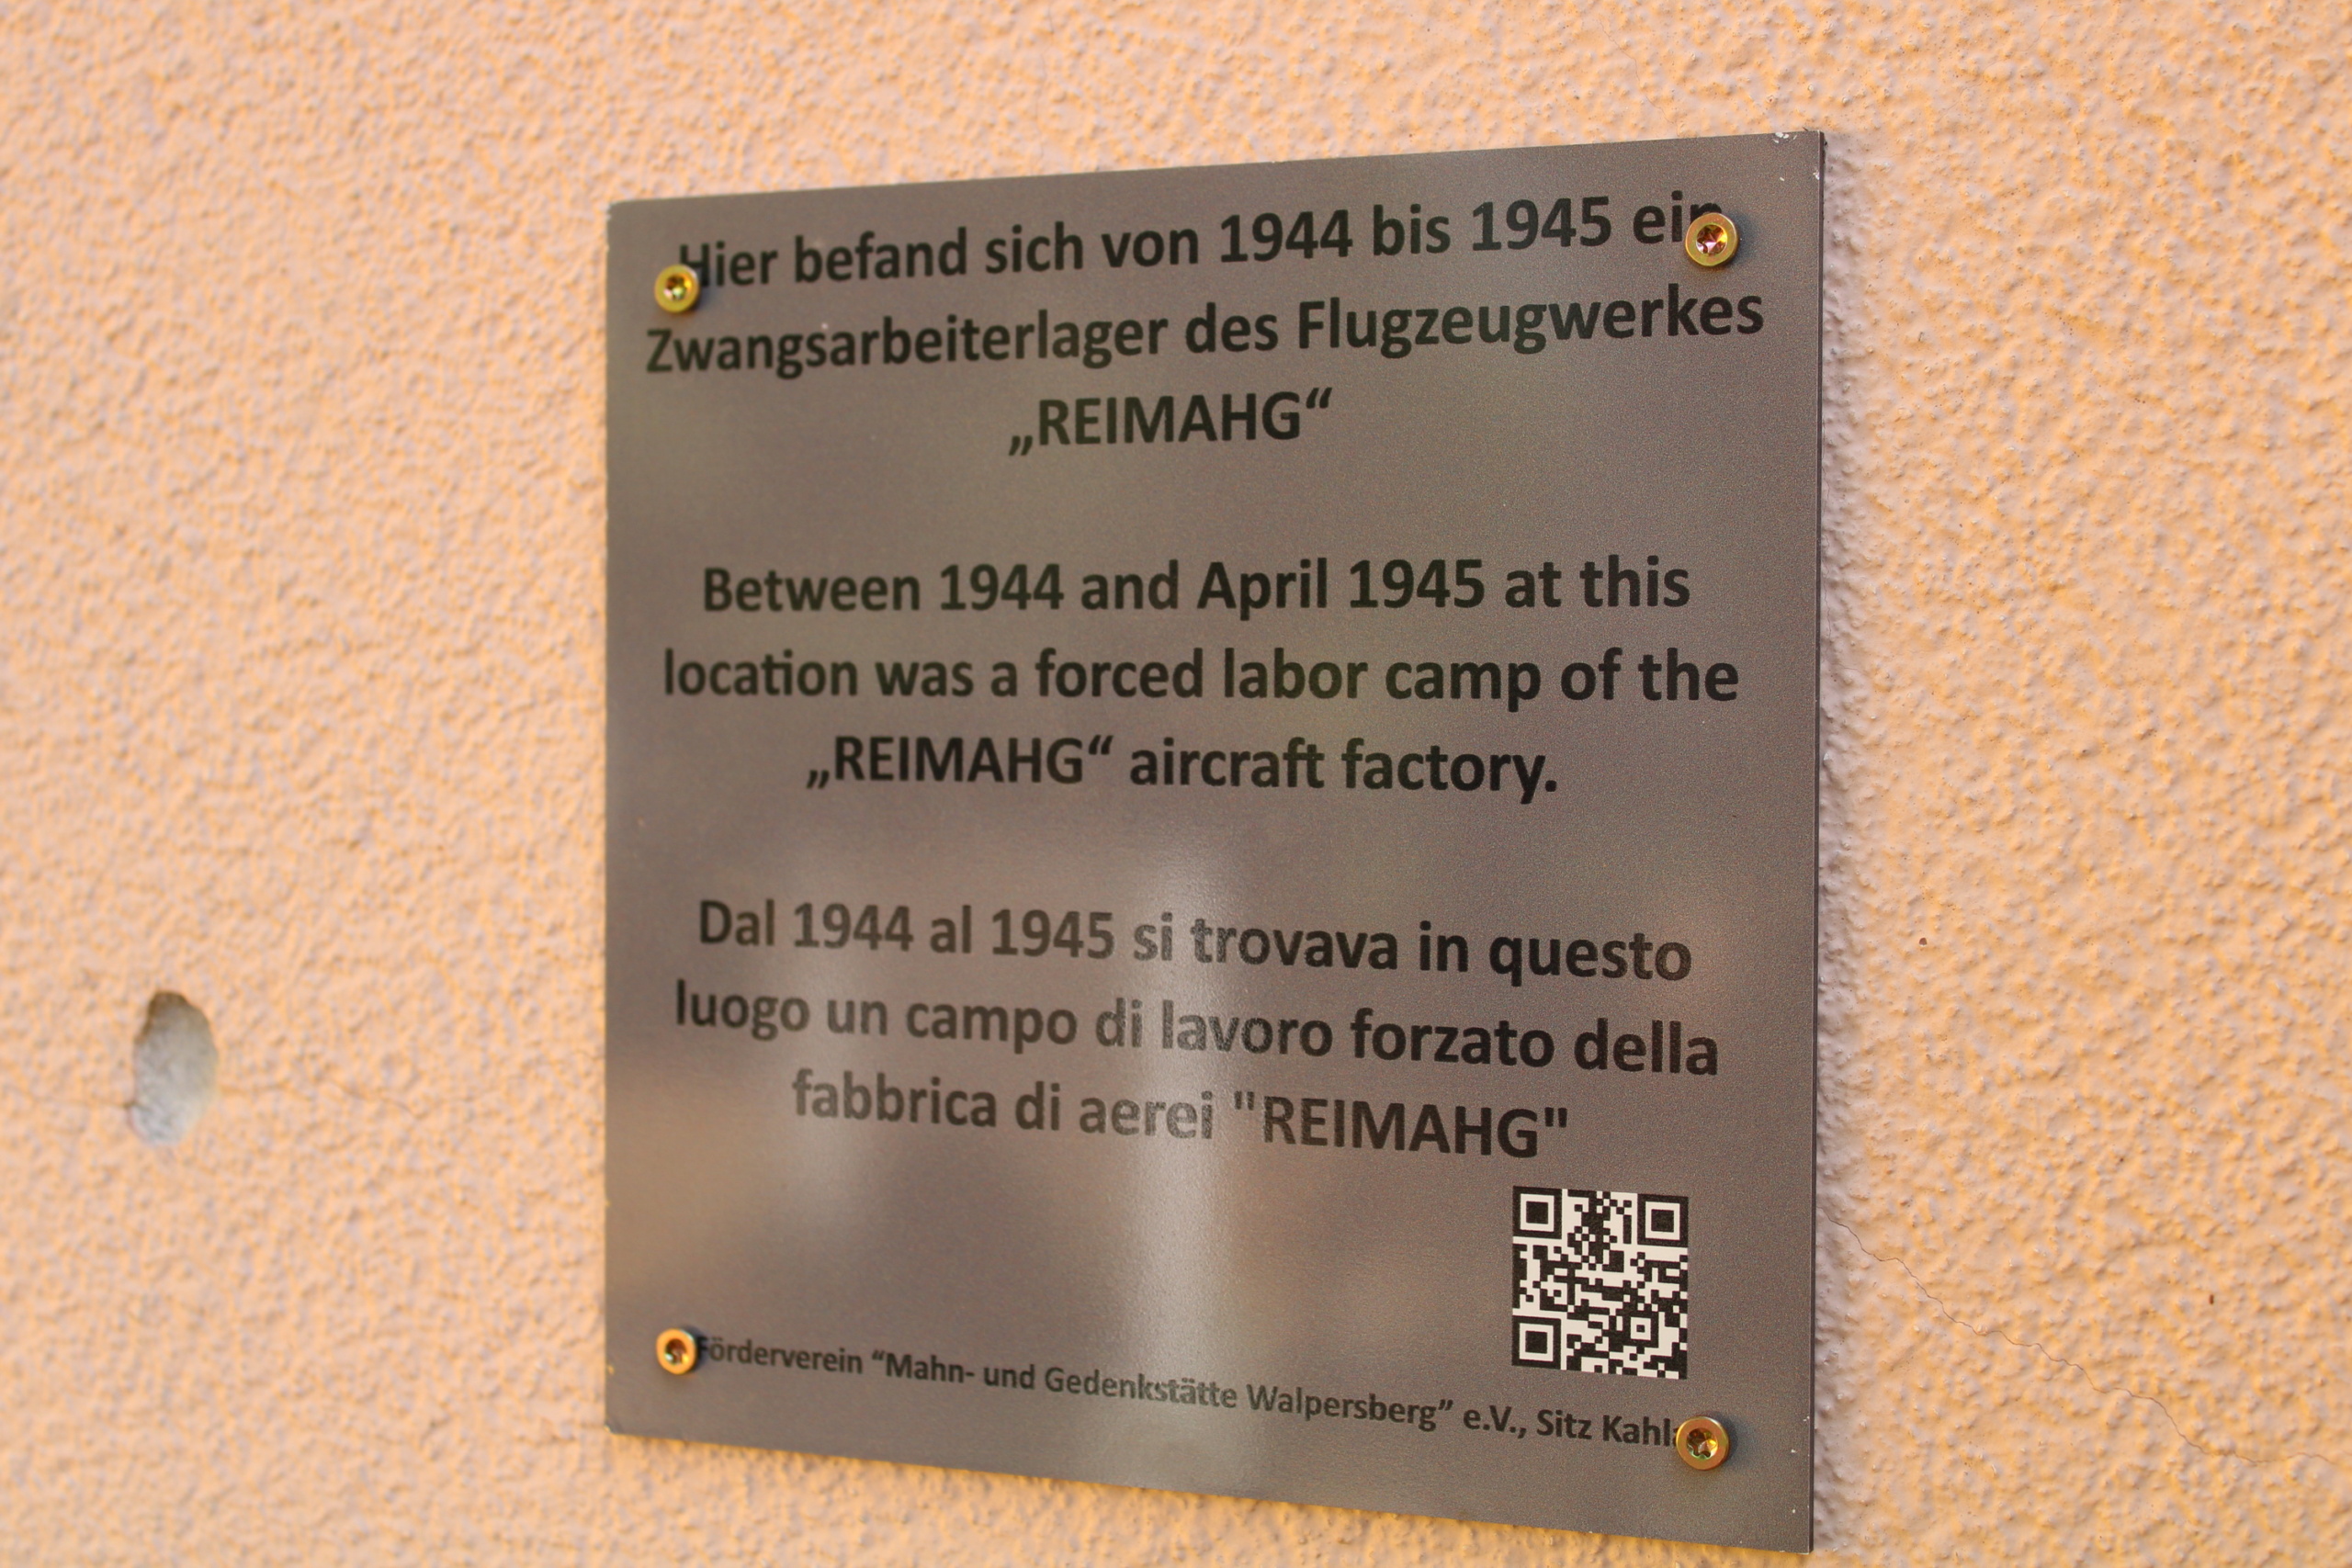 Hier befand sich von 1944 bis 1945 ein
Zwangsarbeiterlager des Flugzeugwerkes
„REIMAHG“
Between 1944 and April 1945 at this
location was a forced labor camp of the
„REIMAHG“ aircraft factory.
Dal 1944 al 1945 si trovava in questo
luogo un campo di lavoro forzato della
fabbrica di aerei "REIMAHG"
Förderverein “Mahn- und Gedenkstätte Walpersberg” e.V., Sitz Kahla